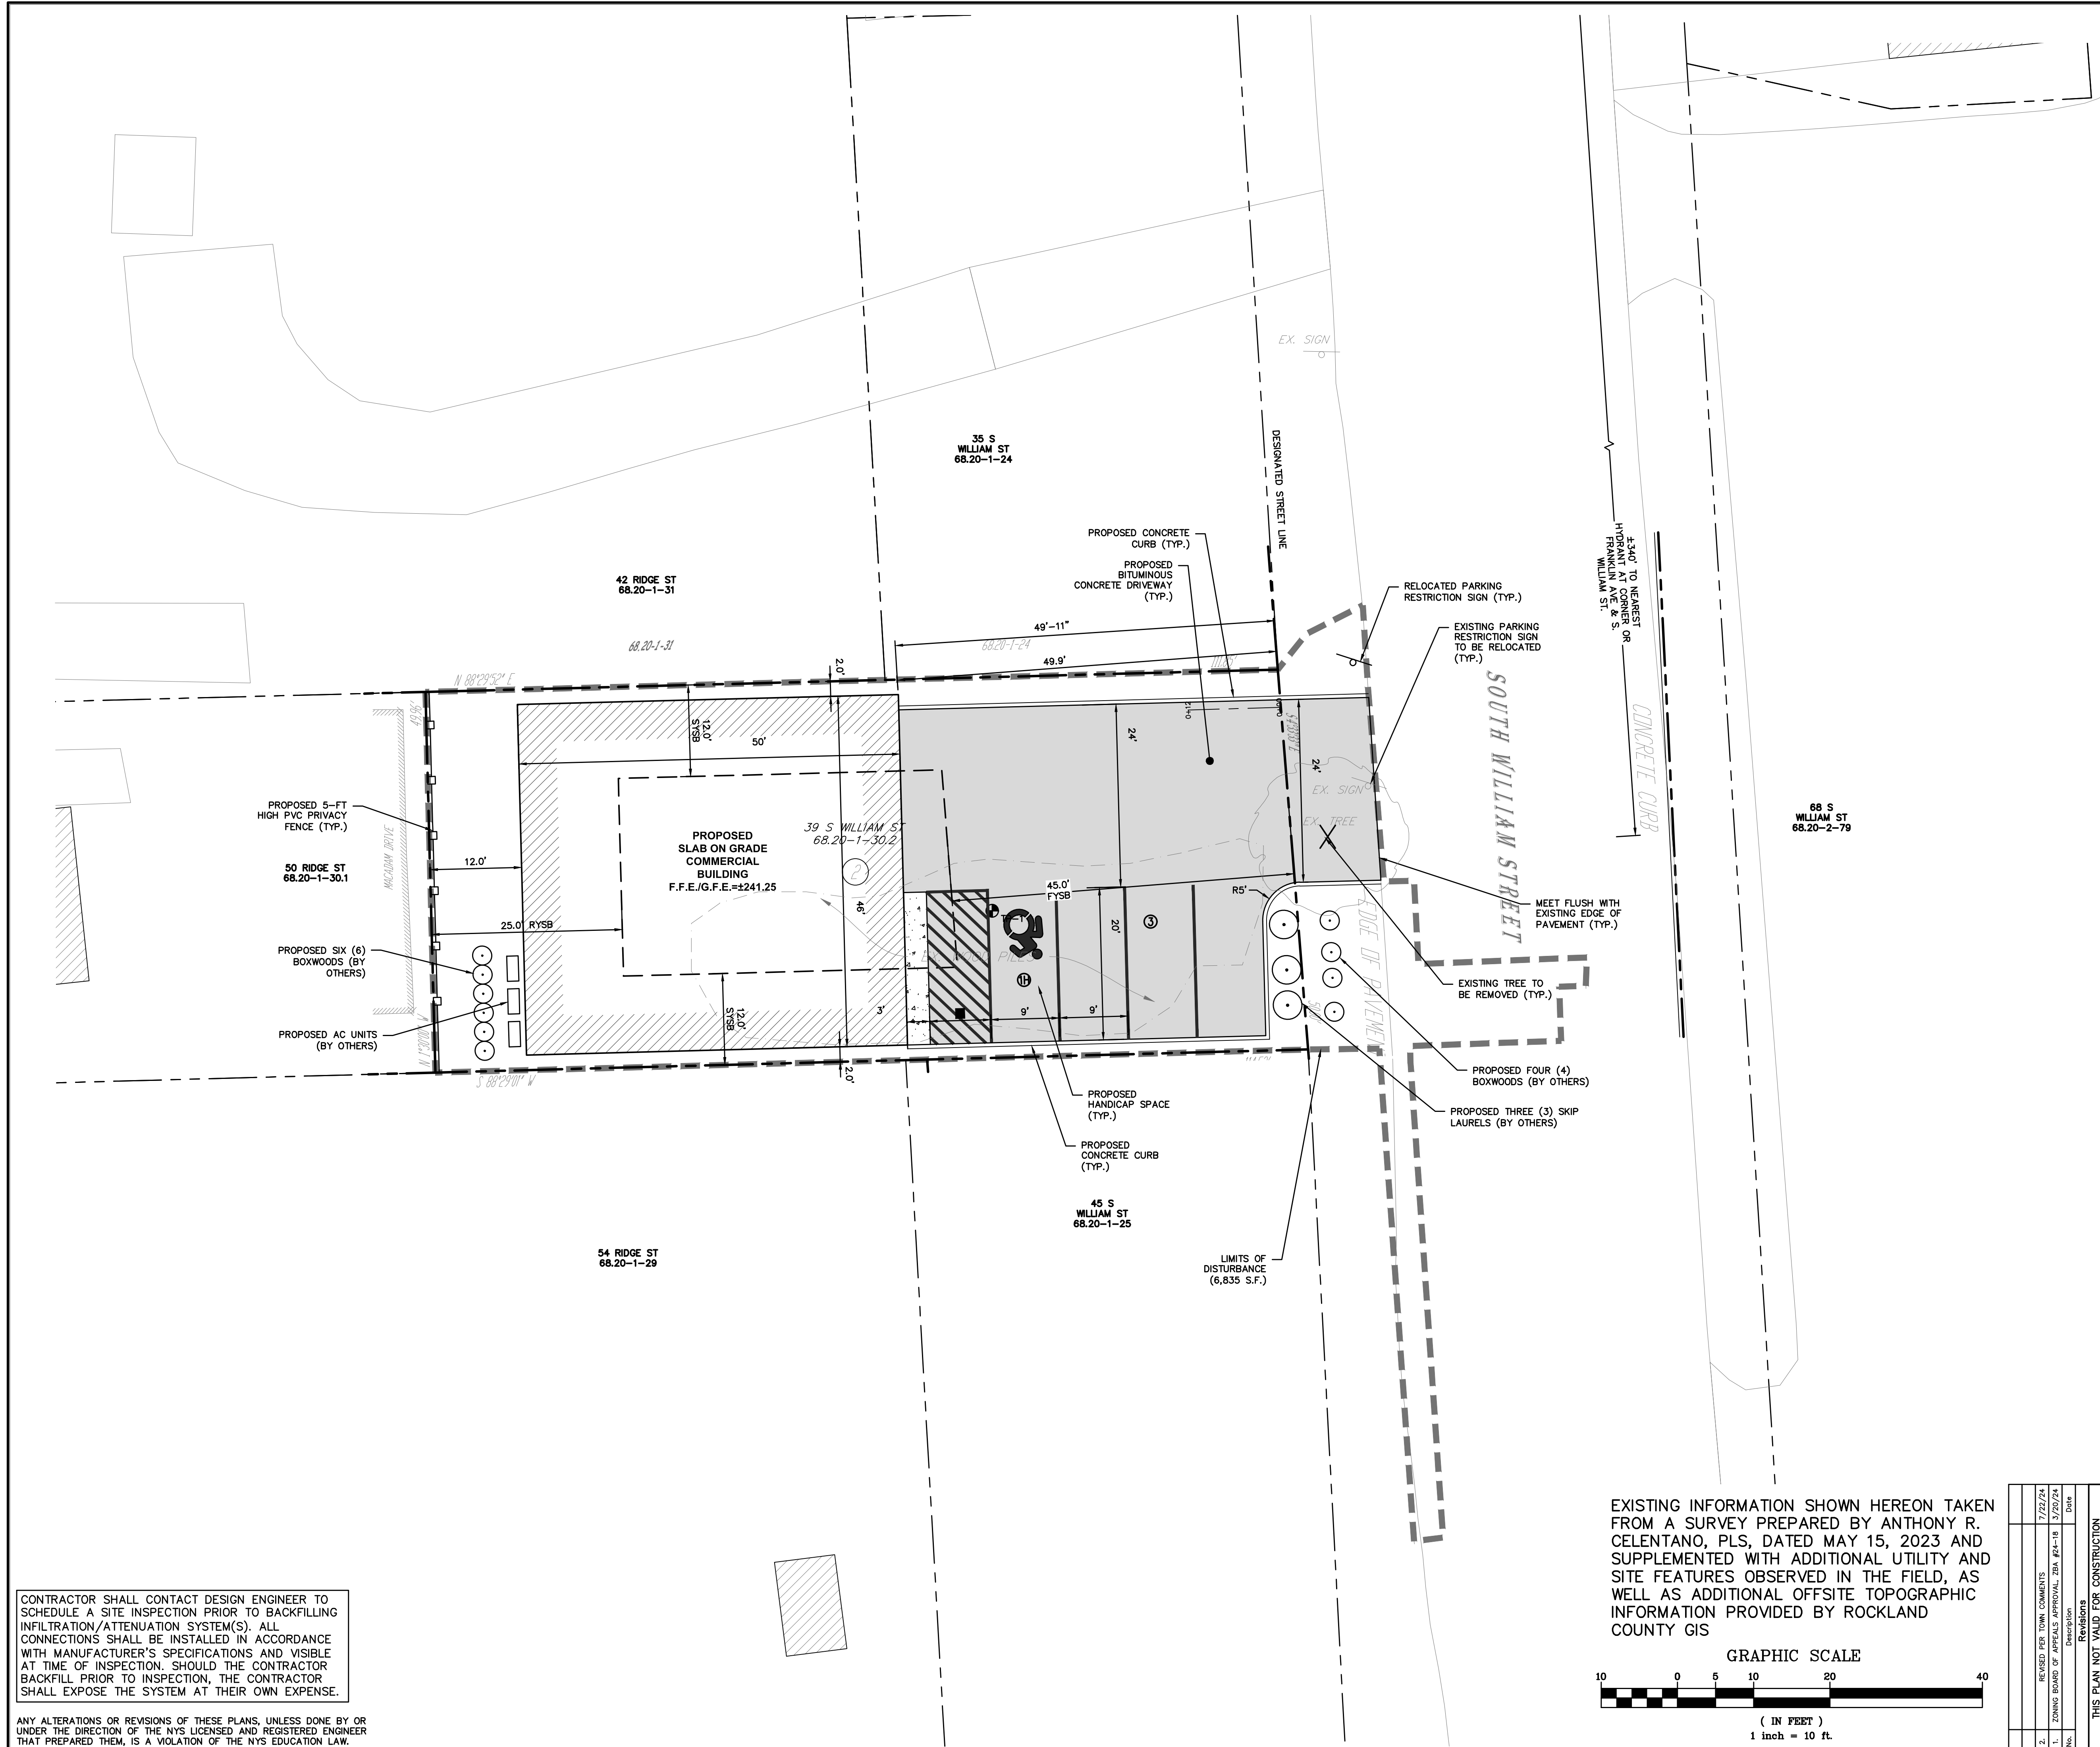 EX. SIGN
35 S
WILLIAM ST
68.20-1-24
DESIGNATED STREET LINE
±340' TO NEAREST
HYDRANT AT CORNER OR
FRANKLIN AVE & S.
WILLIAM ST.
PROPOSED CONCRETE
CURB (TYP.)
PROPOSED
BITUMINOUS
CONCRETE DRIVEWAY
(TYP.)
42 RIDGE ST
68.20-1-31
RELOCATED PARKING
RESTRICTION SIGN (TYP.)
EXISTING PARKING
RESTRICTION SIGN
TO BE RELOCATED
(TYP.)
49'-11"
68.20-1-31
68.20-1-24
49.9'
2.0'
N 88°29'52" E
SOUTH WILLIAM STREET
CONCRETE CURB
12.0'
SYSB
50'
24'
24'
EX. SIGN
EX. TREE
PROPOSED 5-FT
HIGH PVC PRIVACY
FENCE (TYP.)
MACADAM DRIVE
50 RIDGE ST
68.20-1-30.1
12.0'
PROPOSED
SLAB ON GRADE
COMMERCIAL
BUILDING
F.F.E./G.F.E.=±241.25
39 S WILLIAM ST
68.20-1-30.2
2
46'
68 S
WILLIAM ST
68.20-2-79
45.0'
FYSB
R5'
20'
3
25.0' RYSB
MEET FLUSH WITH
EXISTING EDGE OF
PAVEMENT (TYP.)
EDGE OF PAVEMENT
PROPOSED SIX (6)
BOXWOODS (BY
OTHERS)
EX. WOOD PILES
1H
EXISTING TREE TO
BE REMOVED (TYP.)
3'
9'
9'
12.0'
SYSB
PROPOSED AC UNITS
(BY OTHERS)
S 88°29'01" W
2.0'
PROPOSED FOUR (4)
BOXWOODS (BY OTHERS)
PROPOSED
HANDICAP SPACE
(TYP.)
PROPOSED THREE (3) SKIP
LAURELS (BY OTHERS)
PROPOSED
CONCRETE CURB
(TYP.)
45 S
WILLIAM ST
68.20-1-25
54 RIDGE ST
68.20-1-29
LIMITS OF
DISTURBANCE
(6,835 S.F.)
EXISTING INFORMATION SHOWN HEREON TAKEN
FROM A SURVEY PREPARED BY ANTHONY R.
CELENTANO, PLS, DATED MAY 15, 2023 AND
SUPPLEMENTED WITH ADDITIONAL UTILITY AND
SITE FEATURES OBSERVED IN THE FIELD, AS
WELL AS ADDITIONAL OFFSITE TOPOGRAPHIC
INFORMATION PROVIDED BY ROCKLAND
COUNTY GIS
GRAPHIC SCALE
10 0 5 10 20 40
( IN FEET )
1 inch = 10 ft.
CONTRACTOR SHALL CONTACT DESIGN ENGINEER TO
SCHEDULE A SITE INSPECTION PRIOR TO BACKFILLING
INFILTRATION/ATTENUATION SYSTEM(S). ALL
CONNECTIONS SHALL BE INSTALLED IN ACCORDANCE
WITH MANUFACTURER'S SPECIFICATIONS AND VISIBLE
AT TIME OF INSPECTION. SHOULD THE CONTRACTOR
BACKFILL PRIOR TO INSPECTION, THE CONTRACTOR
SHALL EXPOSE THE SYSTEM AT THEIR OWN EXPENSE.
ANY ALTERATIONS OR REVISIONS OF THESE PLANS, UNLESS DONE BY OR
UNDER THE DIRECTION OF THE NYS LICENSED AND REGISTERED ENGINEER
THAT PREPARED THEM, IS A VIOLATION OF THE NYS EDUCATION LAW.
2. REVISED PER TOWN COMMENTS 7/22/24
1. ZONING BOARD OF APPEALS APPROVAL, ZBA #24-18 3/20/24
No. Description Date
Revisions
THIS PLAN NOT VALID FOR CONSTRUCTION